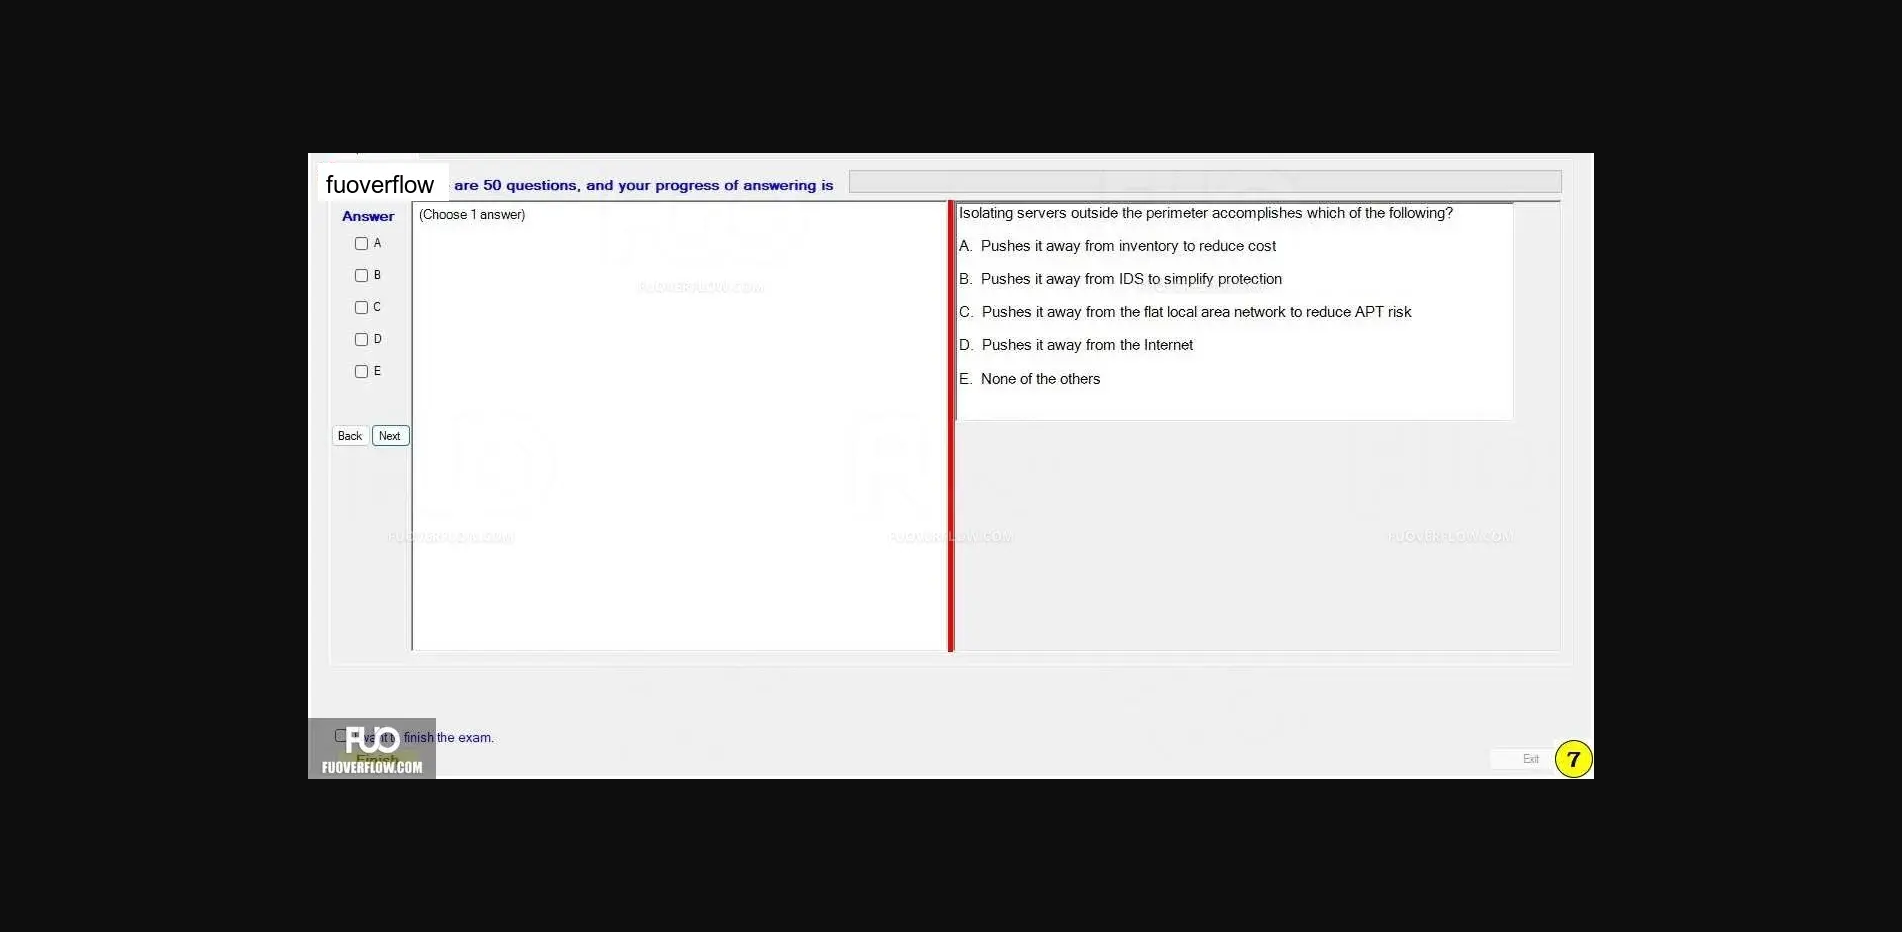 fuoverflow are 50 questions, and your progress of answering is
Answer
(Choose 1 answer)
A
B
C
D
E
Back Next
Isolating servers outside the perimeter accomplishes which of the following?
A. Pushes it away from inventory to reduce cost
B. Pushes it away from IDS to simplify protection
C. Pushes it away from the flat local area network to reduce APT risk
D. Pushes it away from the Internet
E. None of the others
FUOVERFLOW.COM
FUOVERFLOW.COM FUOVERFLOW.COM FUOVERFLOW.COM
I want to finish the exam.
FUO
Finish
FUOVERFLOW.COM
Exit
7